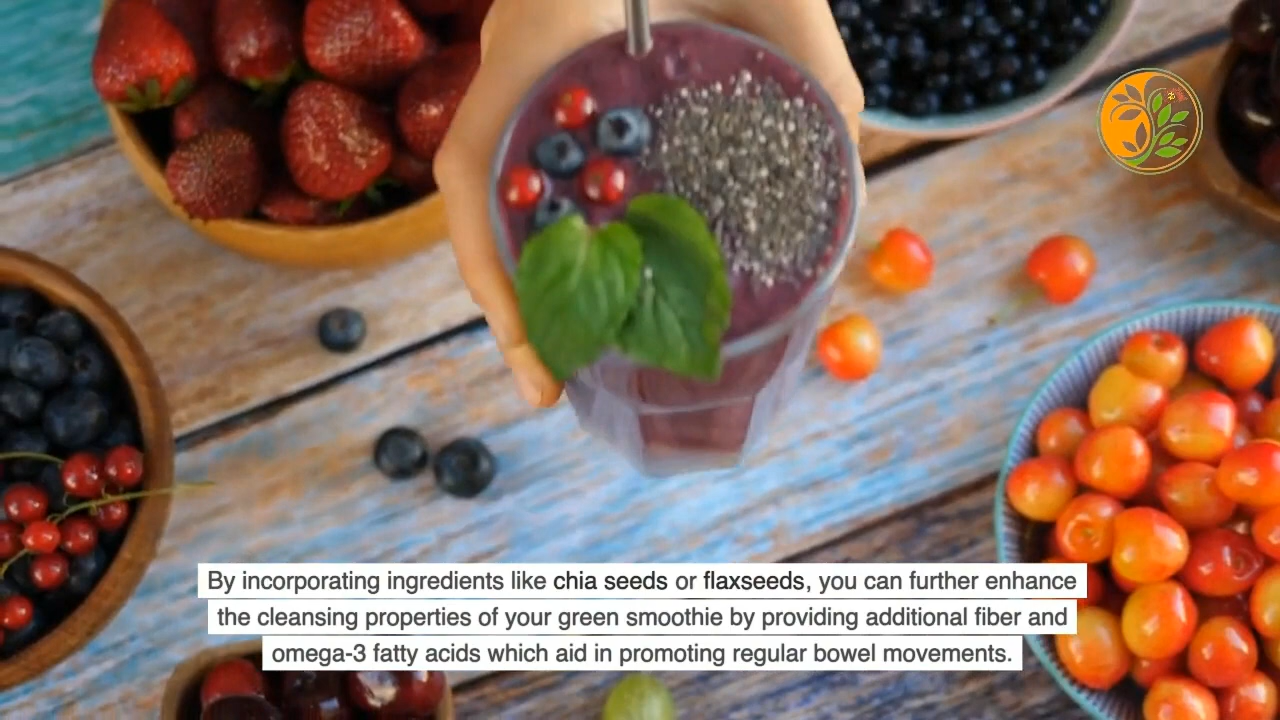 By incorporating ingredients like chia seeds or flaxseeds, you can further enhance
the cleansing properties of your green smoothie by providing additional fiber and
omega-3 fatty acids which aid in promoting regular bowel movements.